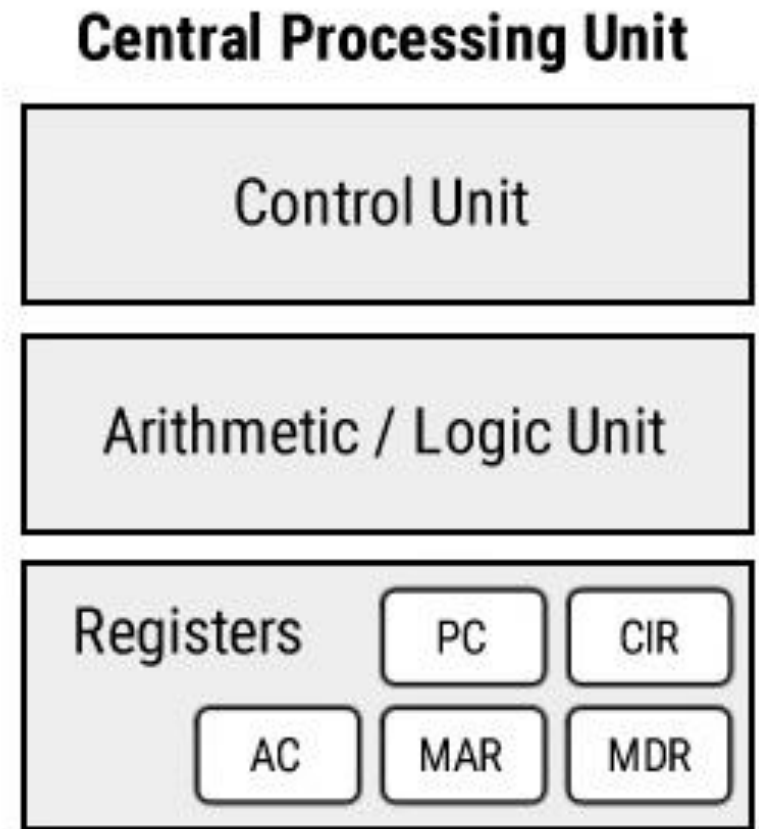 Central Processing Unit
Control Unit
Arithmetic / Logic Unit
Registers PC CIR
AC MAR MDR